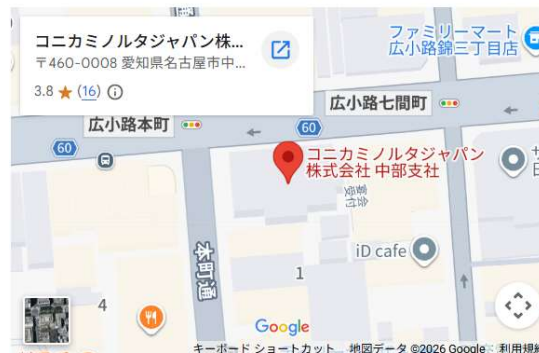 コニカミノルタジャパン株...
〒460-0008 愛知県名古屋市中...
3.8 ★ (16)
ファミリーマート
広小路錦三丁目店
広小路七間町
広小路本町
60
60
コニカミノルタジャパン
株式会社 中部支社
宴会
受付
iD cafe
本町通
1
4
Google
キーボード ショートカット
地図データ ©2026 Google
利用規約